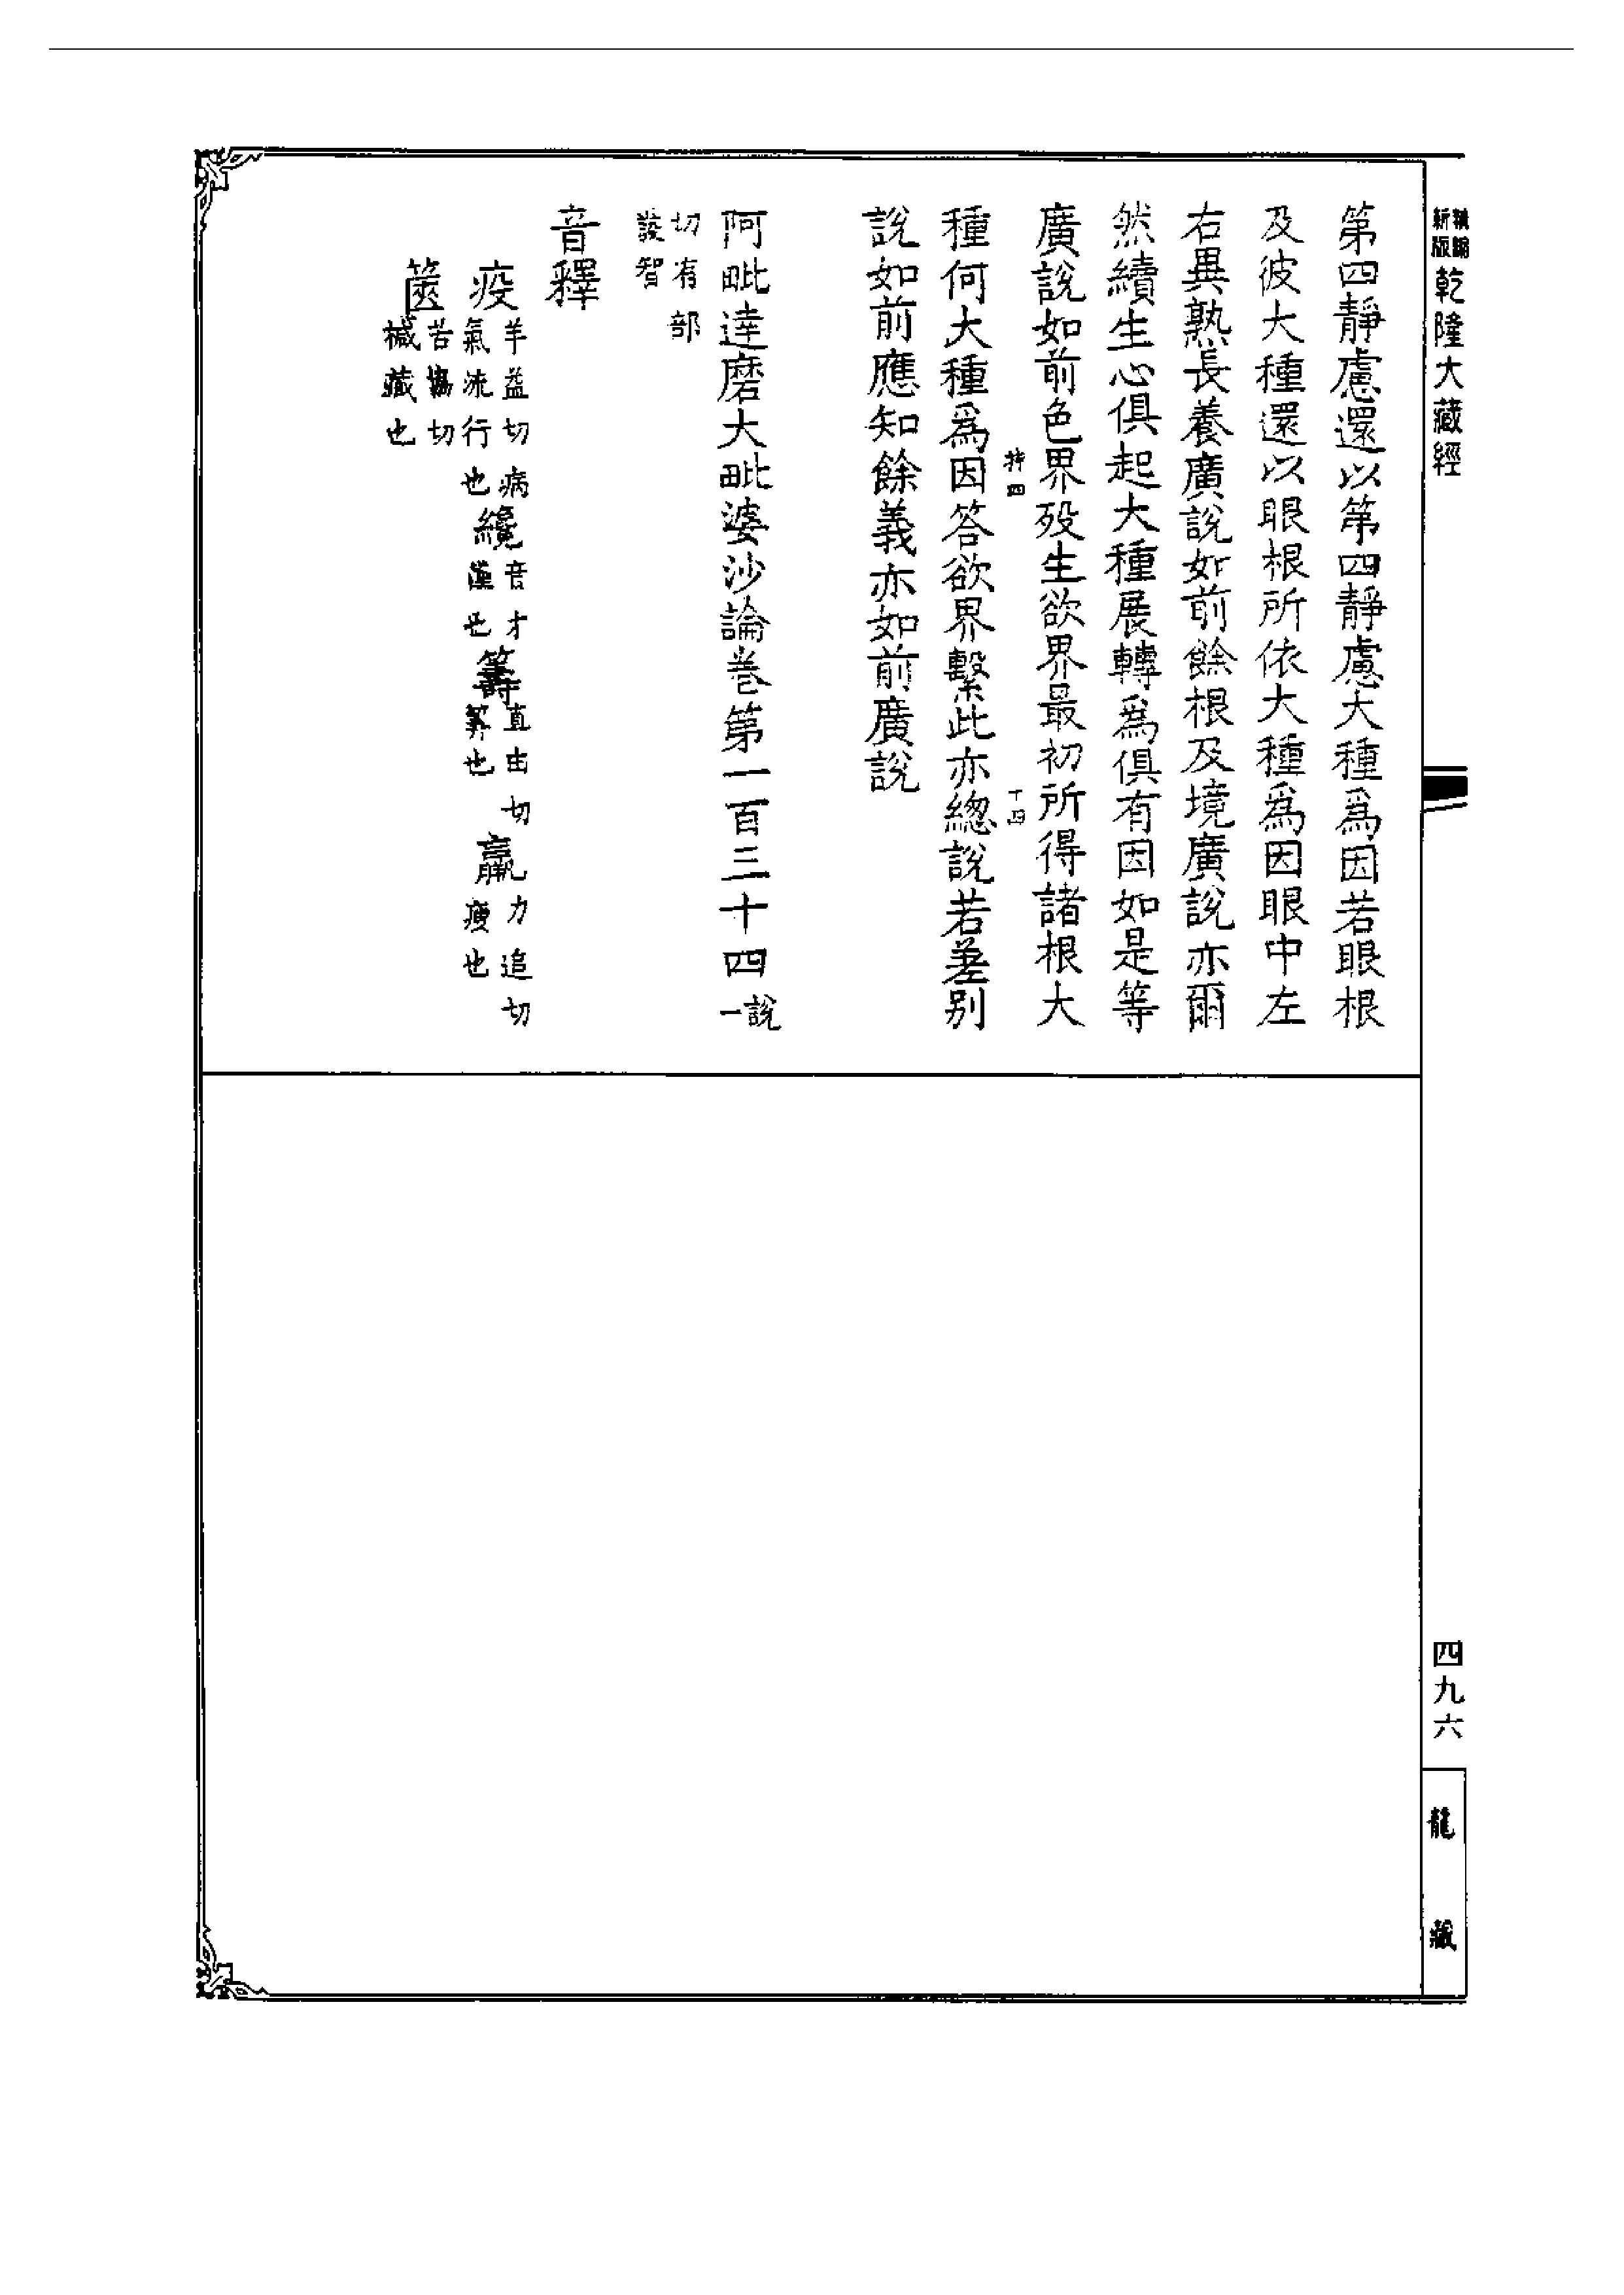 新版
乾隆大藏經
四九六
龍藏
第四靜慮還以第四靜慮大種爲因若眼根
及彼大種還以眼根所依大種爲因眼中左
右異熟長養廣說如前餘根及境廣說亦爾
然續生心俱起大種展轉爲俱有因如是等
廣說如前色界歿生欲界最初所得諸根大
十四
種何大種爲因答欲界繫此亦總說若差別
說如前應知餘義亦如前廣說
阿毗達磨大毗婆沙論卷第一百三十四說一
切有部
發智
音釋
疫羊益切病氣流行也 纔音才僅也 籌直由切筭也 羸力追切瘦也
篋苦協切椷藏也